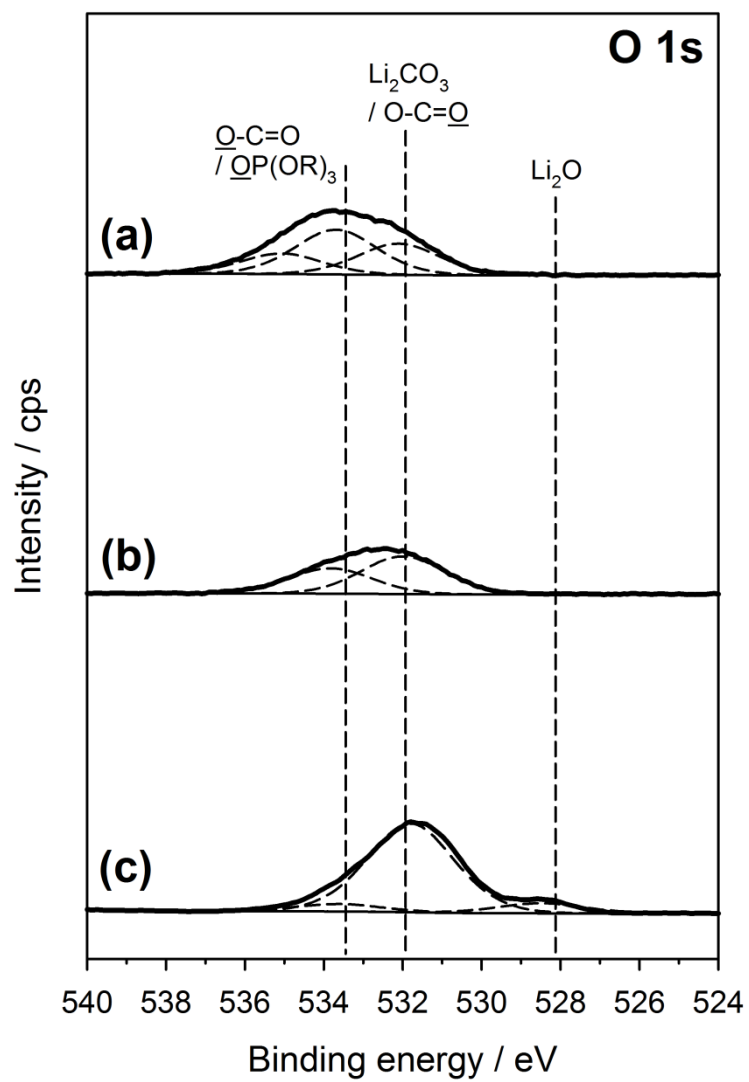 O 1s
Li₂CO₃
/ O-C=O
O-C=O
/ OP(OR)₃
Li₂O
(a)
(b)
(c)
Intensity / cps
540 538 536 534 532 530 528 526 524
Binding energy / eV